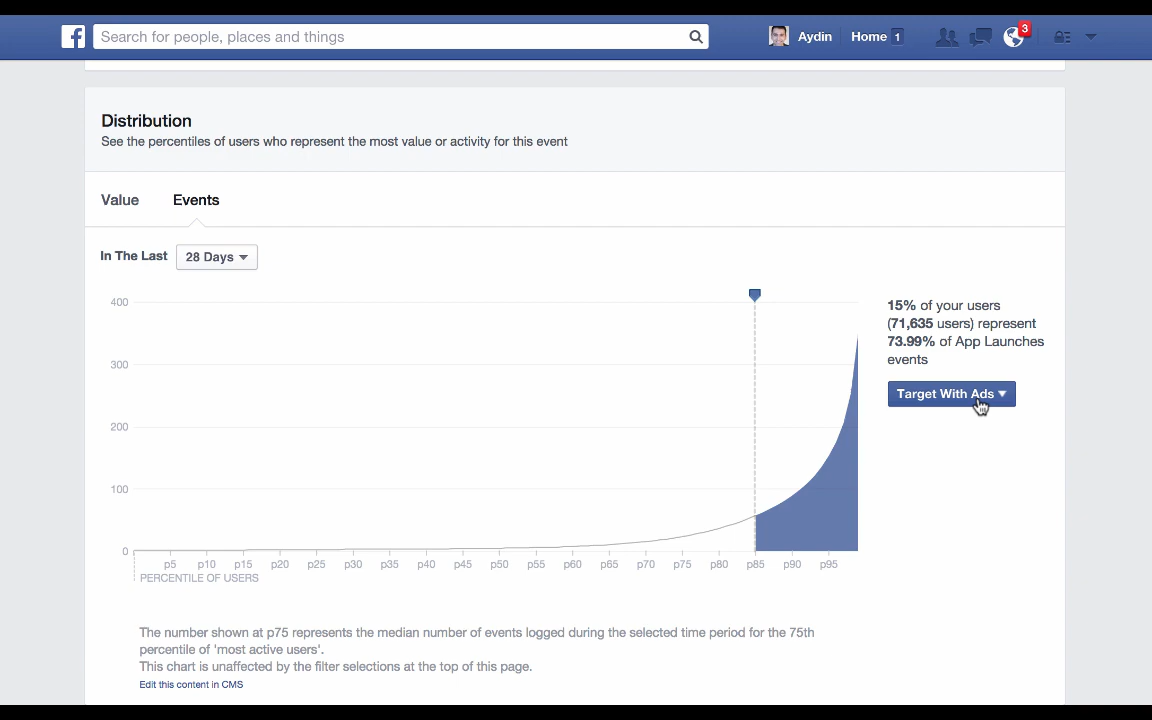 f Search for people, places and things Aydin Home 1 3
Distribution
See the percentiles of users who represent the most value or activity for this event
Value Events
In The Last 28 Days
400
300
200
100
0
p5 p10 p15 p20 p25 p30 p35 p40 p45 p50 p55 p60 p65 p70 p75 p80 p85 p90 p95
PERCENTILE OF USERS
15% of your users
(71,635 users) represent
73.99% of App Launches
events
Target With Ads
The number shown at p75 represents the median number of events logged during the selected time period for the 75th
percentile of 'most active users'.
This chart is unaffected by the filter selections at the top of this page.
Edit this content in CMS